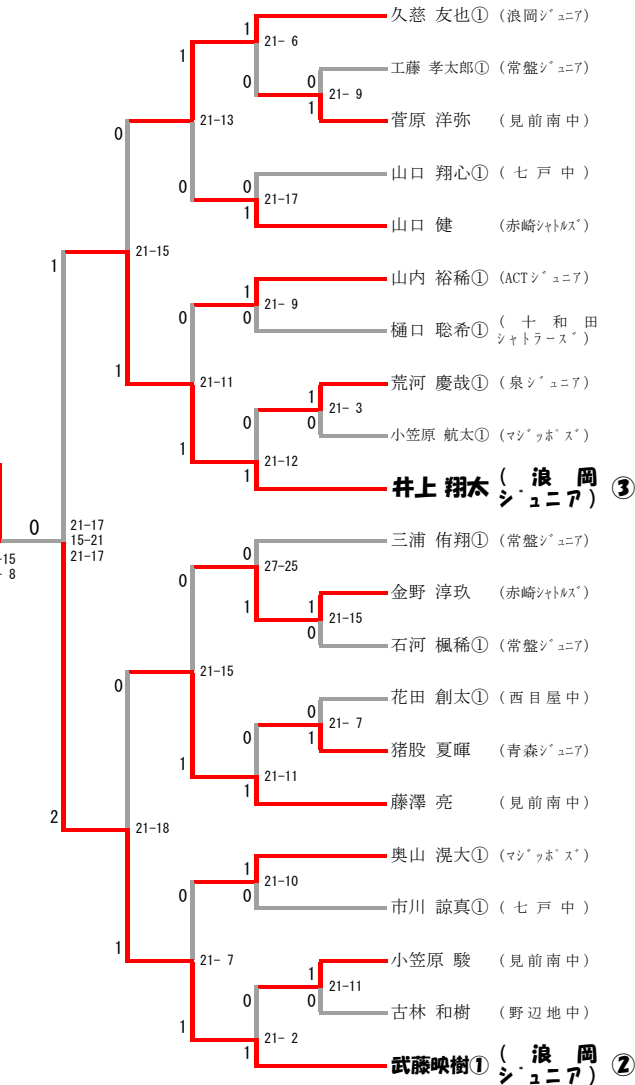 久慈 友也① (浪岡ジュニア)
1
21- 6
1
0
0
工藤 孝太郎① (常盤ジュニア)
21- 9
1
菅原 洋弥 (見前南中)
21-13
0
0
0
山口 翔心① (七戸中)
21-17
1
山口 健 (赤崎シャトルズ)
21-15
1
1
山内 裕稀① (ACTジュニア)
21- 9
0
0
樋口 聡希① (十和田
シャトラーズ)
21-11
1
1
荒河 慶哉① (泉ジュニア)
21- 3
0
0
小笠原 航太① (マジッポズ)
1
21-12
1
井上 翔太 (浪岡
ジュニア) ③
0
21-17
15-21
21-17
-15
- 8
0
三浦 侑翔① (常盤ジュニア)
27-25
0
1
1
金野 淳玖 (赤崎シャトルズ)
21-15
0
石河 楓稀① (常盤ジュニア)
21-15
0
0
花田 創太① (西目屋中)
21- 7
0
1
猪股 夏暉 (青森ジュニア)
1
21-11
1
藤澤 亮 (見前南中)
2
21-18
1
奥山 滉大① (マジッポズ)
21-10
0
0
市川 諒真① (七戸中)
1
21- 7
1
小笠原 駿 (見前南中)
21-11
0
0
古林 和樹 (野辺地中)
1
21- 2
1
武藤映樹① (浪岡
ジュニア) ②